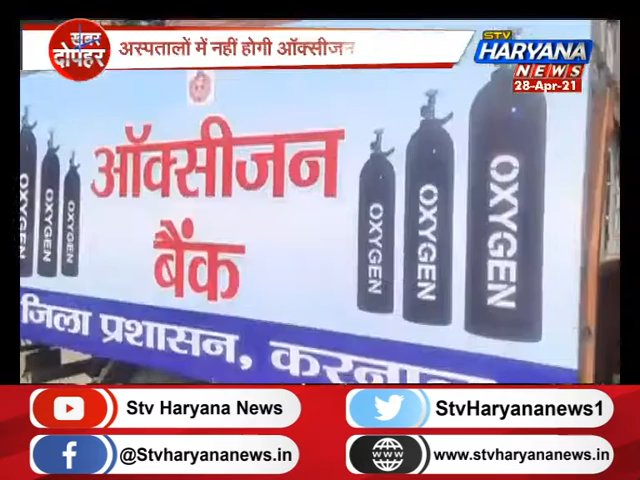 खबर
दोपहर
अस्पतालों में नहीं होगी ऑक्सीजन
STV
HARYANA
NEWS
28-Apr-21
ऑक्सीजन
बैंक
OXYGEN
OXYGEN
OXYGEN
OXYGEN
OXYGEN
OXYGEN
जिला प्रशासन, करनाल
Stv Haryana News
StvHaryananews1
@Stvharyananews.in
www.stvharyananews.in